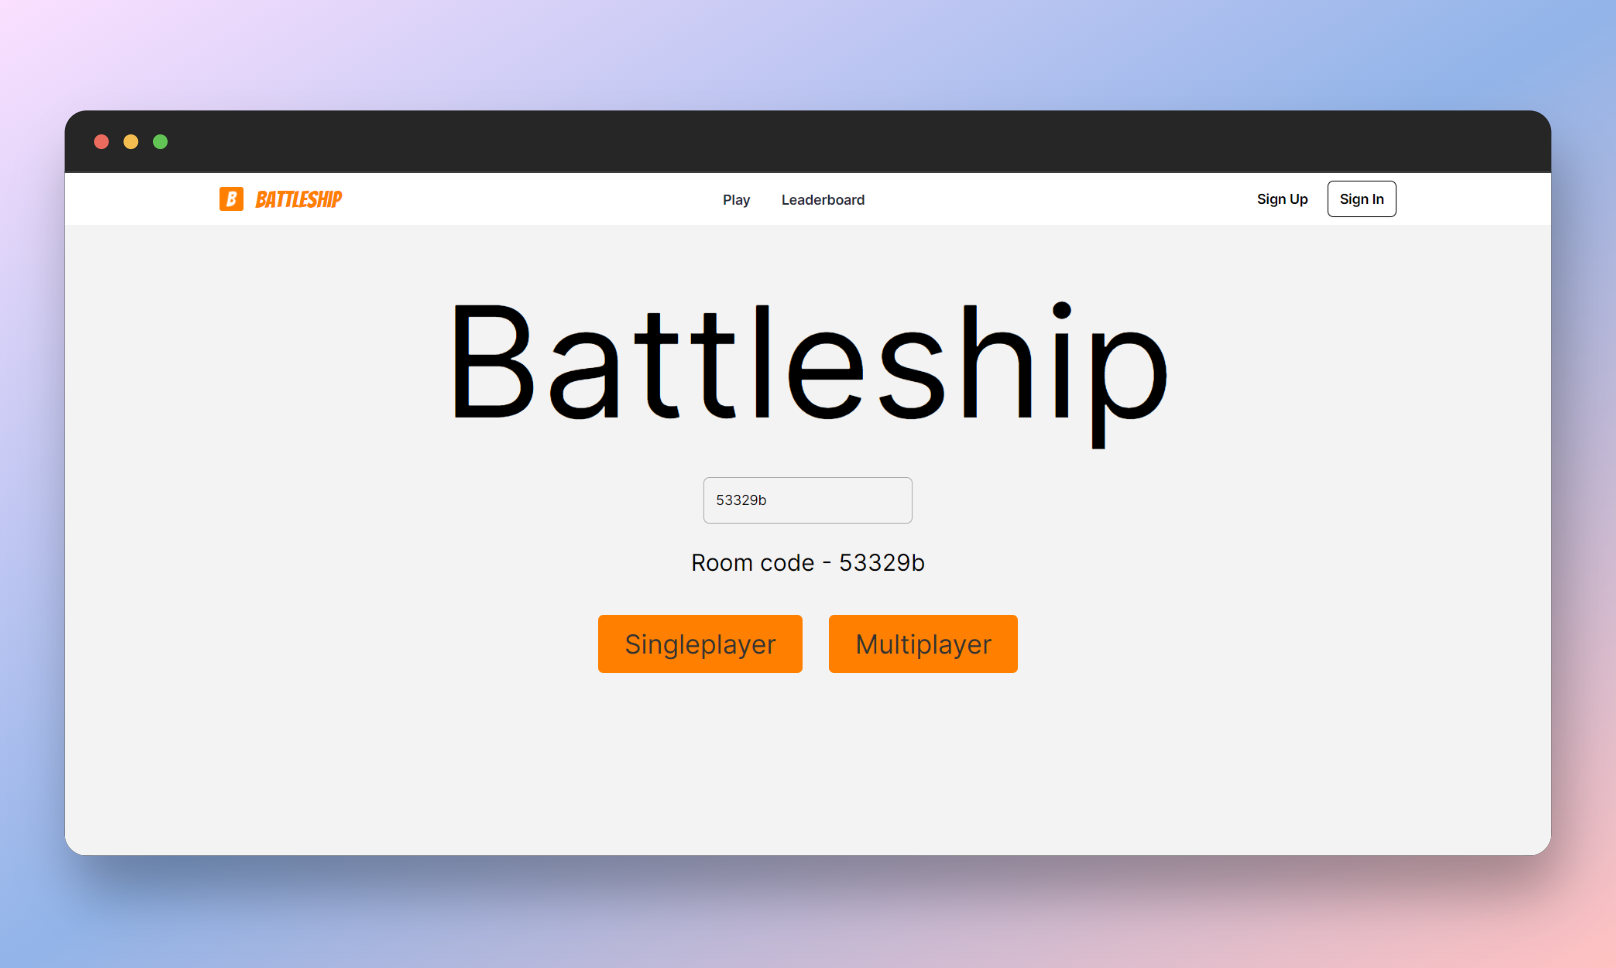 B BATTLESHIP
Play Leaderboard
Sign Up Sign In
Battleship
53329b
Room code - 53329b
Singleplayer Multiplayer